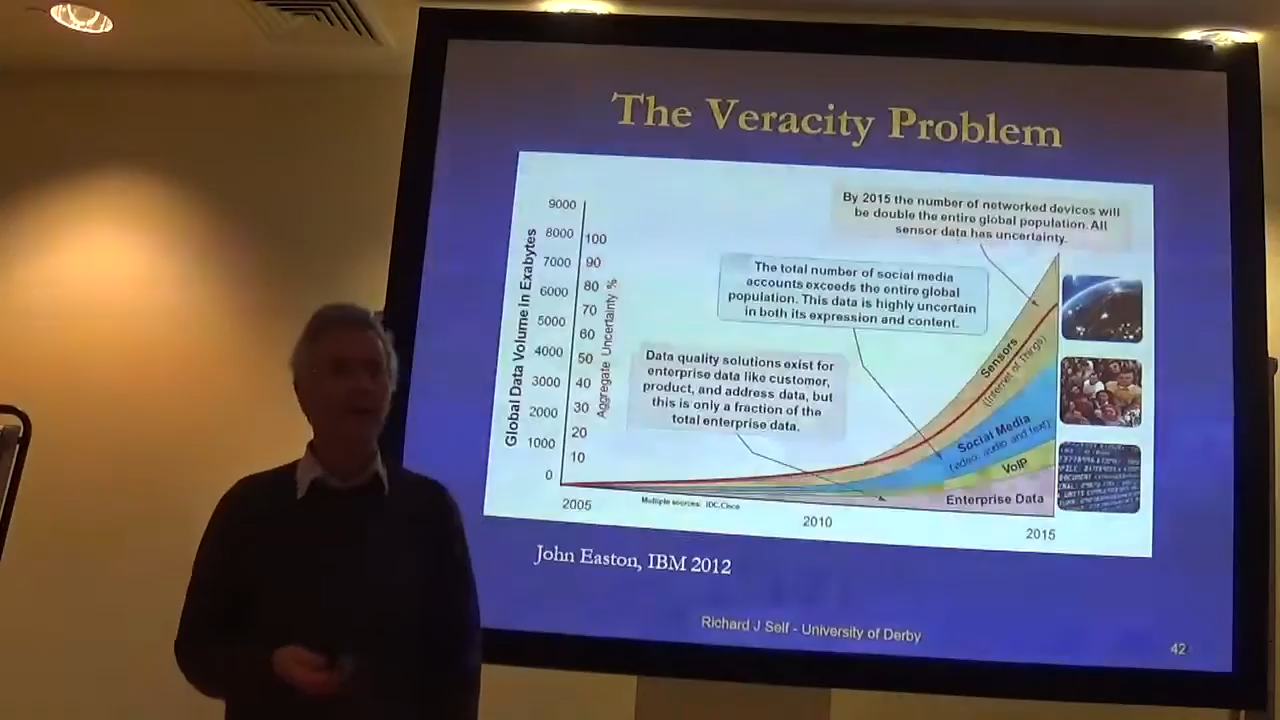 The Veracity Problem
By 2015 the number of networked devices will
be double the entire global population. All
sensor data has uncertainty.
The total number of social media
accounts exceeds the entire global
population. This data is highly uncertain
in both its expression and content.
Data quality solutions exist for
enterprise data like customer,
product, and address data, but
this is only a fraction of the
total enterprise data.
Global Data Volume in Exabytes
9000
8000
7000
6000
5000
4000
3000
2000
1000
0
Aggregate Uncertainty %
100
90
80
70
60
50
40
30
20
10
Sensors
(Internet of Things)
Social Media
(video, audio and text)
VoIP
Enterprise Data
Multiple sources: IDC,Cisco
2005
2010
2015
John Easton, IBM 2012
Richard J Self - University of Derby
42